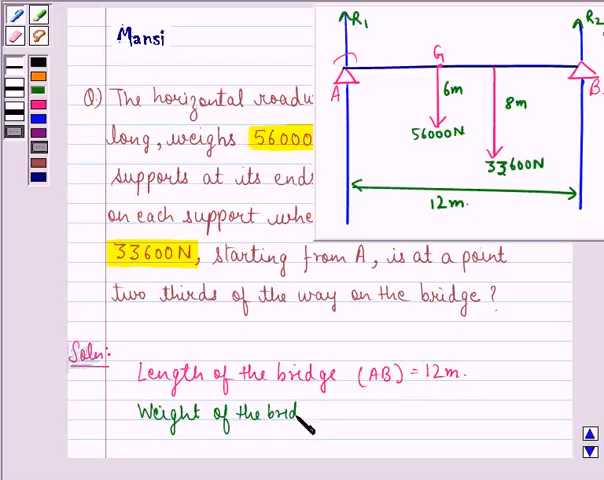 Mansi
R1
R2
A
G
B
6m
8m
56000N
33600N
12m.
Q) The horizontal roadw
long, weighs 56000
supports at its ends
on each support whe
33600N, starting from A, is at a point
two thirds of the way on the bridge?
Soln:
Length of the bridge (AB) = 12m.
Weight of the brid